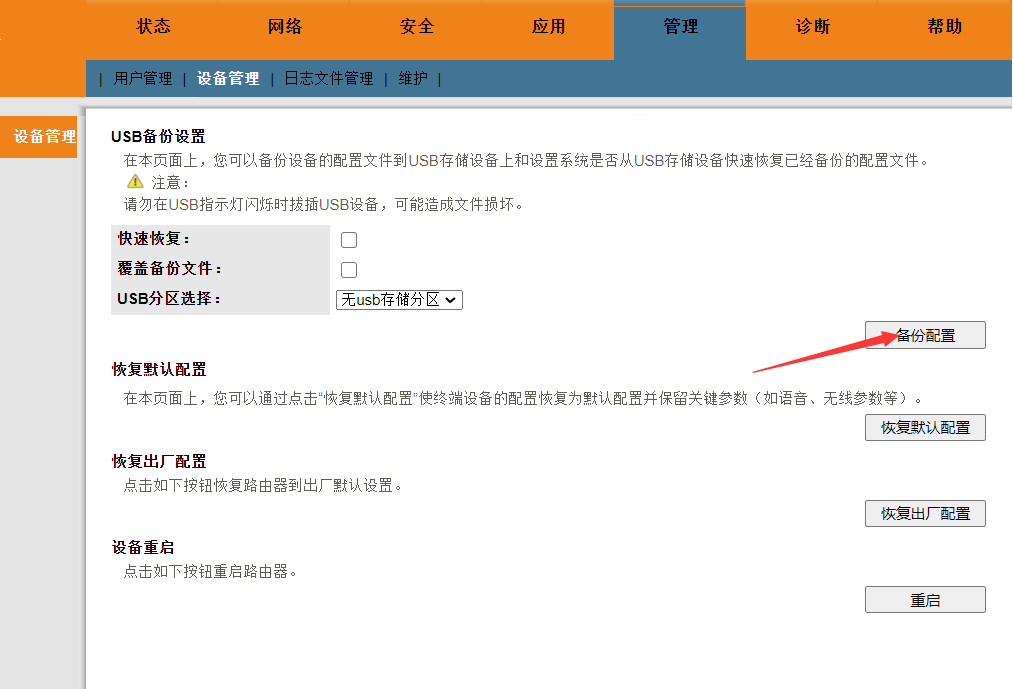 状态 网络 安全 应用 管理 诊断 帮助
| 用户管理 | 设备管理 | 日志文件管理 | 维护 |
设备管理
USB备份设置
在本页面上，您可以备份设备的配置文件到USB存储设备上和设置系统是否从USB存储设备快速恢复已经备份的配置文件。
注意：
请勿在USB指示灯闪烁时拔插USB设备，可能造成文件损坏。
快速恢复：
覆盖备份文件：
USB分区选择： 无usb存储分区
备份配置
恢复默认配置
在本页面上，您可以通过点击“恢复默认配置”使终端设备的配置恢复为默认配置并保留关键参数（如语音、无线参数等）。
恢复默认配置
恢复出厂配置
点击如下按钮恢复路由器到出厂默认设置。
恢复出厂配置
设备重启
点击如下按钮重启路由器。
重启